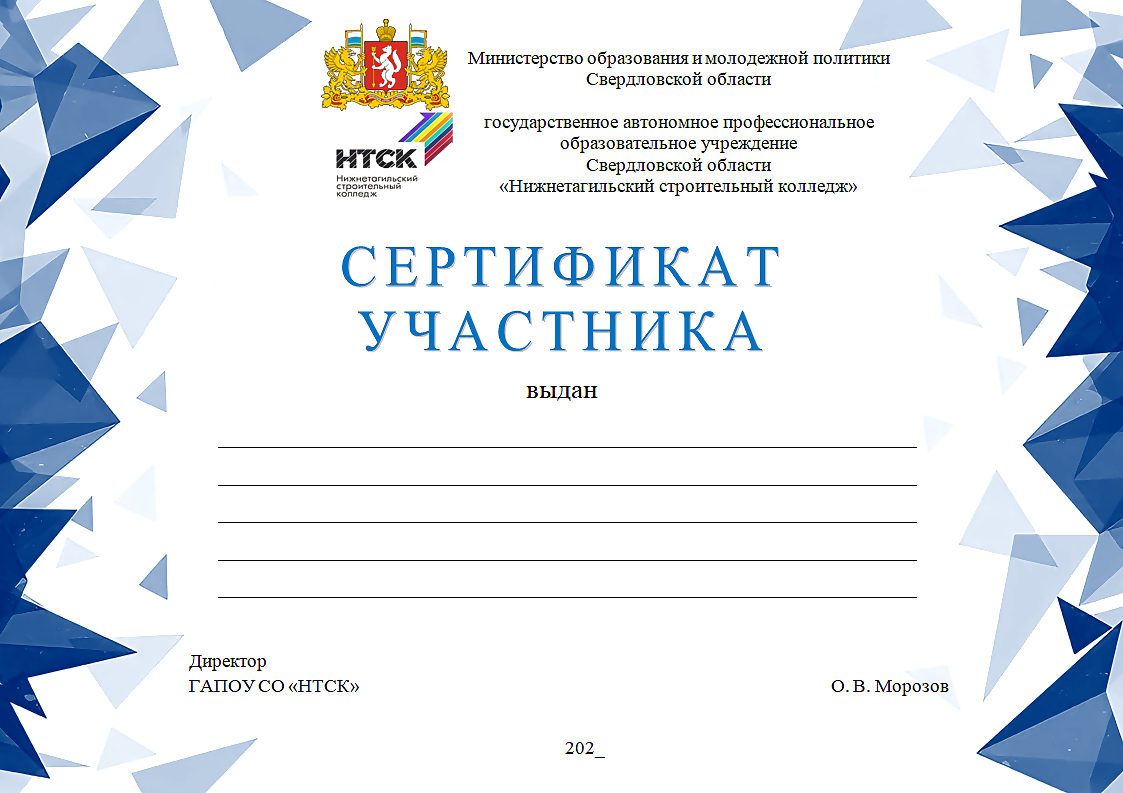 Министерство образования и молодежной политики
Свердловской области
государственное автономное профессиональное
образовательное учреждение
Свердловской области
«Нижнетагильский строительный колледж»
НТСК
Нижнетагильский
строительный
колледж
СЕРТИФИКАТ
УЧАСТНИКА
выдан
Директор
ГАПОУ СО «НТСК»
О. В. Морозов
202_